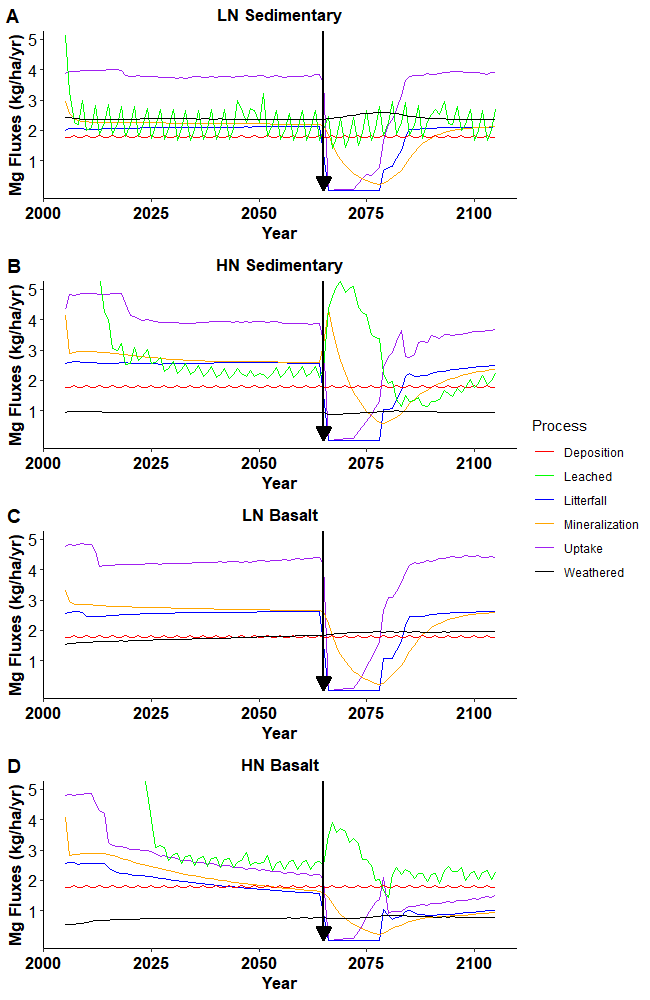 A
LN Sedimentary
Mg Fluxes (kg/ha/yr)
5
4
3
2
1
2000 2025 2050 2075 2100
Year
B
HN Sedimentary
Mg Fluxes (kg/ha/yr)
5
4
3
2
1
2000 2025 2050 2075 2100
Year
Process
Deposition
Leached
Litterfall
Mineralization
Uptake
Weathered
C
LN Basalt
Mg Fluxes (kg/ha/yr)
5
4
3
2
1
2000 2025 2050 2075 2100
Year
D
HN Basalt
Mg Fluxes (kg/ha/yr)
5
4
3
2
1
2000 2025 2050 2075 2100
Year